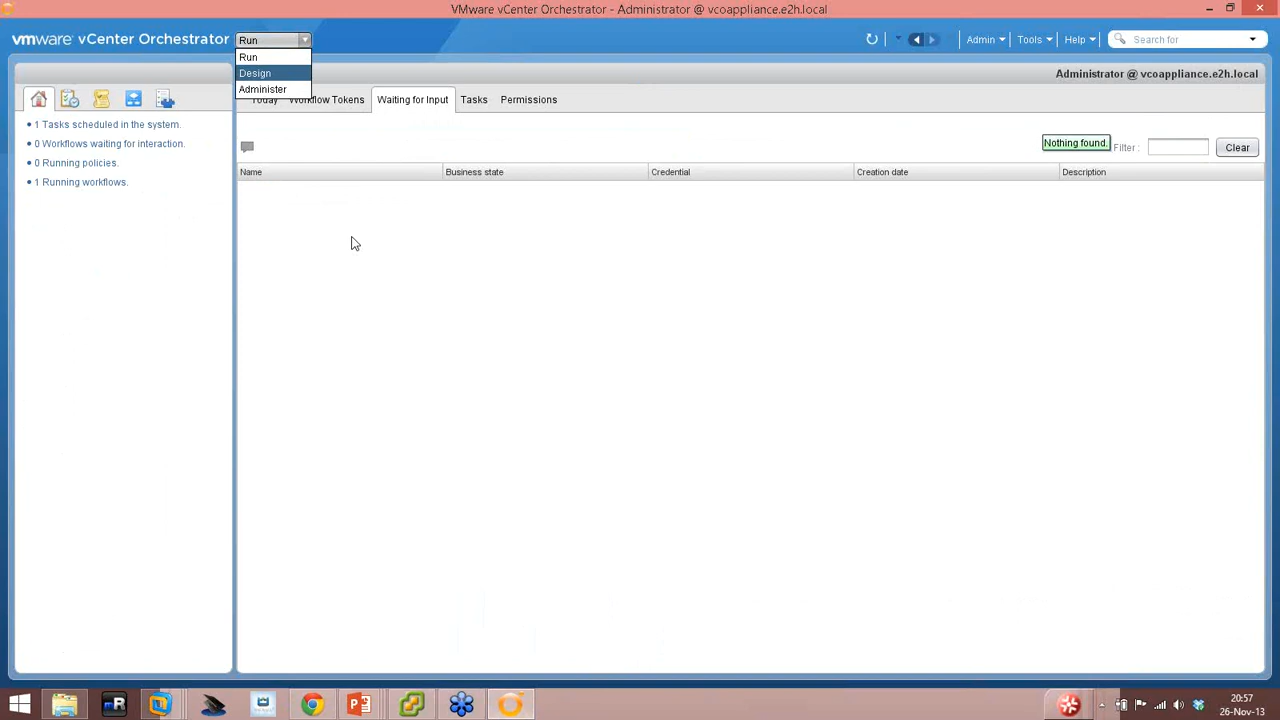 VMware vCenter Orchestrator - Administrator @ vcoappliance.e2h.local
vmware vCenter Orchestrator Run Admin Tools Help Search for
Run
Design
Administer
Administrator @ vcoappliance.e2h.local
Today Workflow Tokens Waiting for Input Tasks Permissions
1 Tasks scheduled in the system.
0 Workflows waiting for interaction.
0 Running policies.
1 Running workflows.
Nothing found. Filter : Clear
Name Business state Credential Creation date Description
mR
20:57
26-Nov-13